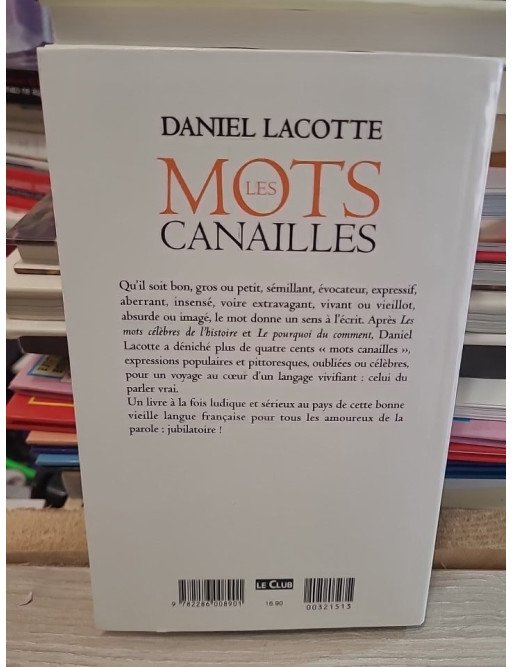 DANIEL LACOTTE
LES
MOTS
CANAILLES
Qu'il soit bon, gros ou petit, sémillant, évocateur, expressif,
aberrant, insensé, voire extravagant, vivant ou vieillot,
absurde ou imagé, le mot donne un sens à l'écrit. Après Les
mots célèbres de l'histoire et Le pourquoi du comment, Daniel
Lacotte a déniché plus de quatre cents « mots canailles »,
expressions populaires et pittoresques, oubliées ou célèbres,
pour un voyage au cœur d'un langage vivifiant : celui du
parler vrai.
Un livre à la fois ludique et sérieux au pays de cette bonne
vieille langue française pour tous les amoureux de la
parole : jubilatoire !
LE CLUB
9 782286 008901
16.90
00321513